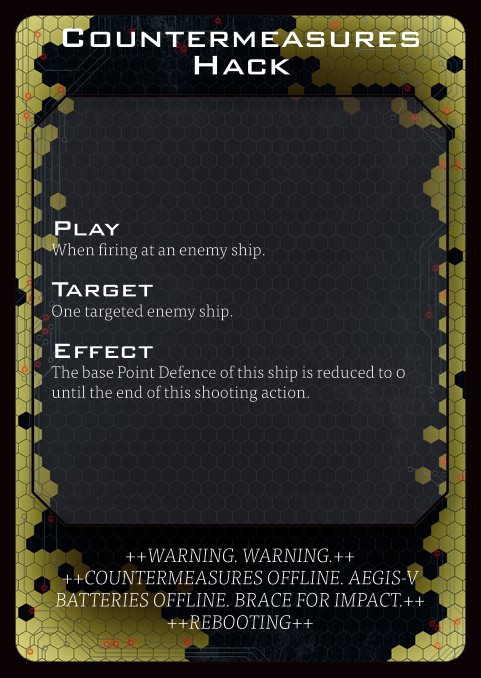 Countermeasures
Hack
Play
When firing at an enemy ship.
Target
One targeted enemy ship.
Effect
The base Point Defence of this ship is reduced to 0
until the end of this shooting action.
++WARNING. WARNING.++
++COUNTERMEASURES OFFLINE. AEGIS-V
BATTERIES OFFLINE. BRACE FOR IMPACT.++
++REBOOTING++